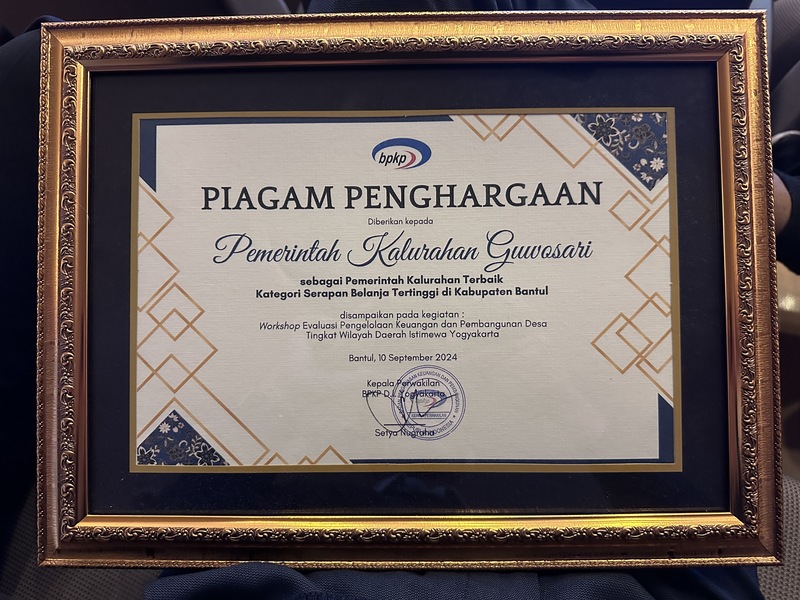 bpkp
PIAGAM PENGHARGAAN
Diberikan kepada
Pemerintah Kalurahan Guwosari
sebagai Pemerintah Kalurahan Terbaik
Kategori Serapan Belanja Tertinggi di Kabupaten Bantul
disampaikan pada kegiatan :
Workshop Evaluasi Pengelolaan Keuangan dan Pembangunan Desa
Tingkat Wilayah Daerah Istimewa Yogyakarta
Bantul, 10 September 2024
Kepala Perwakilan
BPKP D.I. Yogyakarta
Setya Nugraha